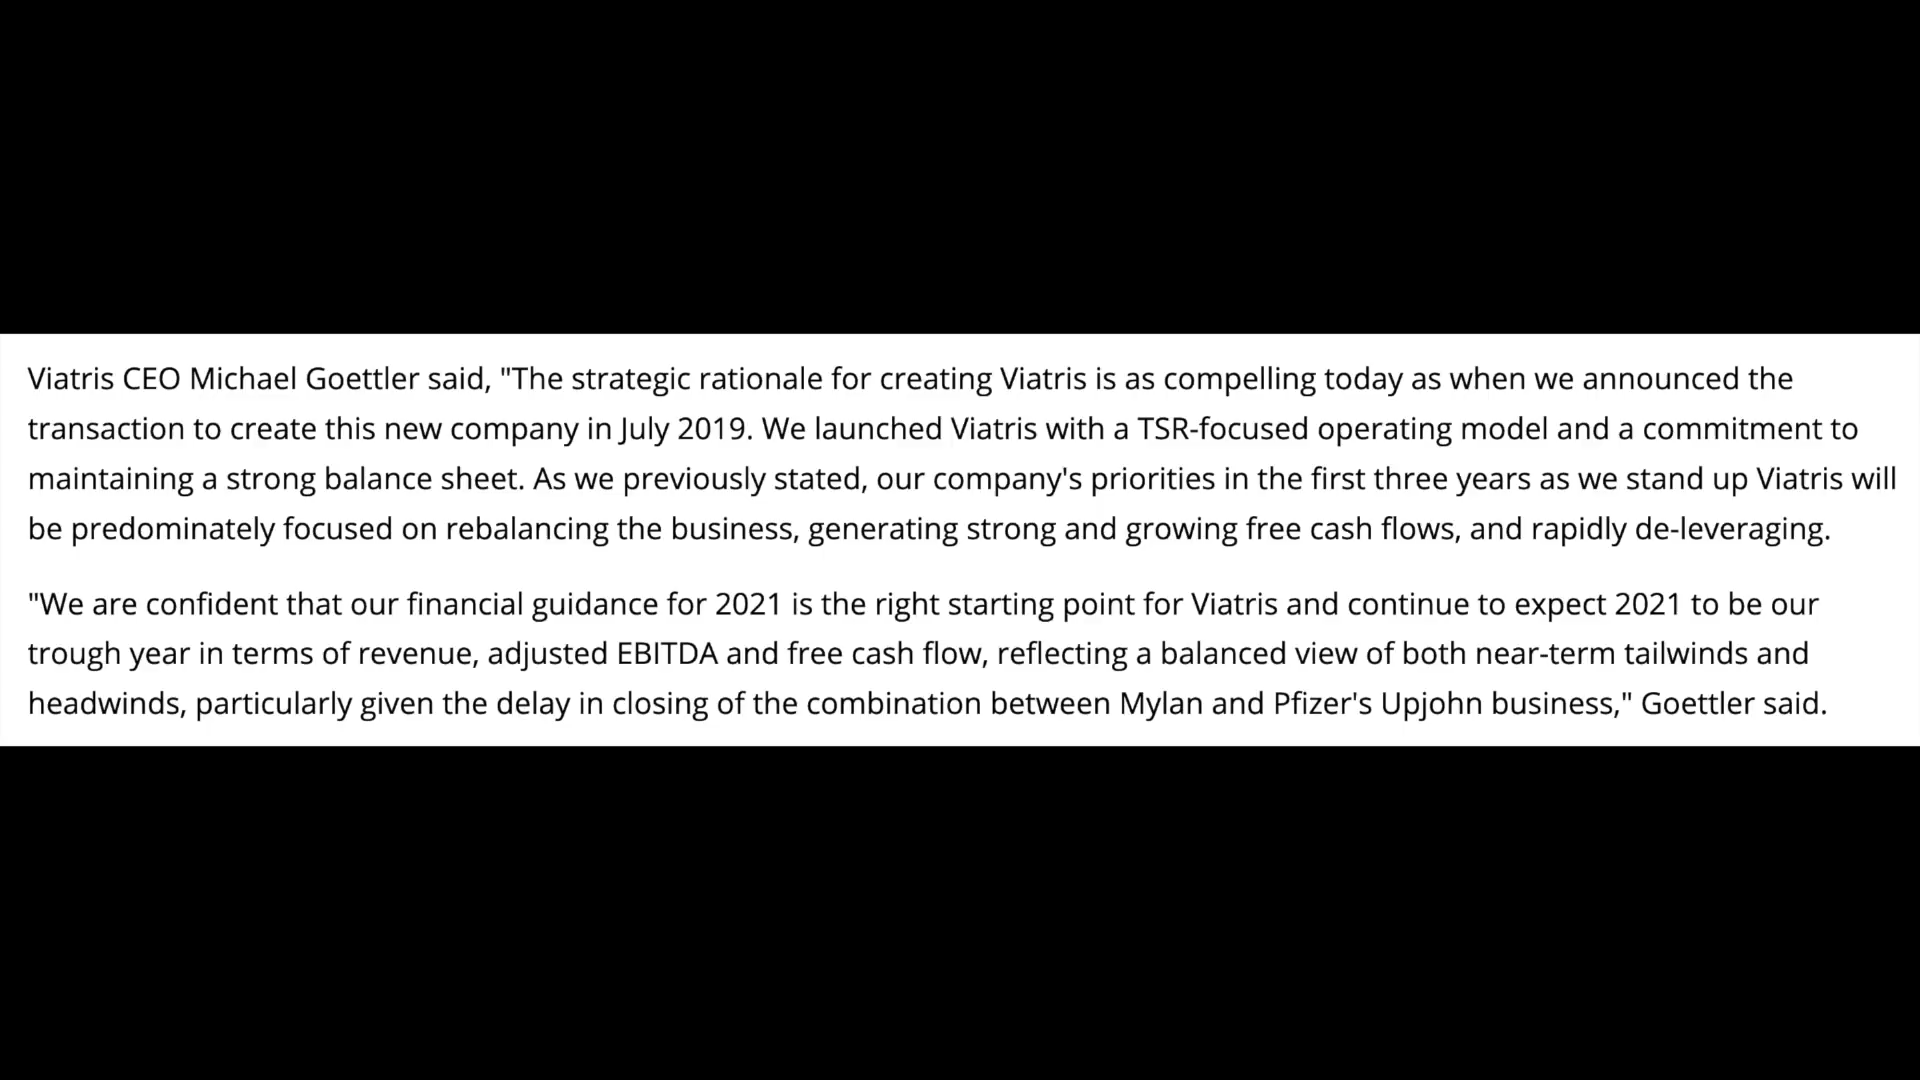 Viatris CEO Michael Goettler said, "The strategic rationale for creating Viatris is as compelling today as when we announced the
transaction to create this new company in July 2019. We launched Viatris with a TSR-focused operating model and a commitment to
maintaining a strong balance sheet. As we previously stated, our company's priorities in the first three years as we stand up Viatris will
be predominately focused on rebalancing the business, generating strong and growing free cash flows, and rapidly de-leveraging.
"We are confident that our financial guidance for 2021 is the right starting point for Viatris and continue to expect 2021 to be our
trough year in terms of revenue, adjusted EBITDA and free cash flow, reflecting a balanced view of both near-term tailwinds and
headwinds, particularly given the delay in closing of the combination between Mylan and Pfizer's Upjohn business," Goettler said.